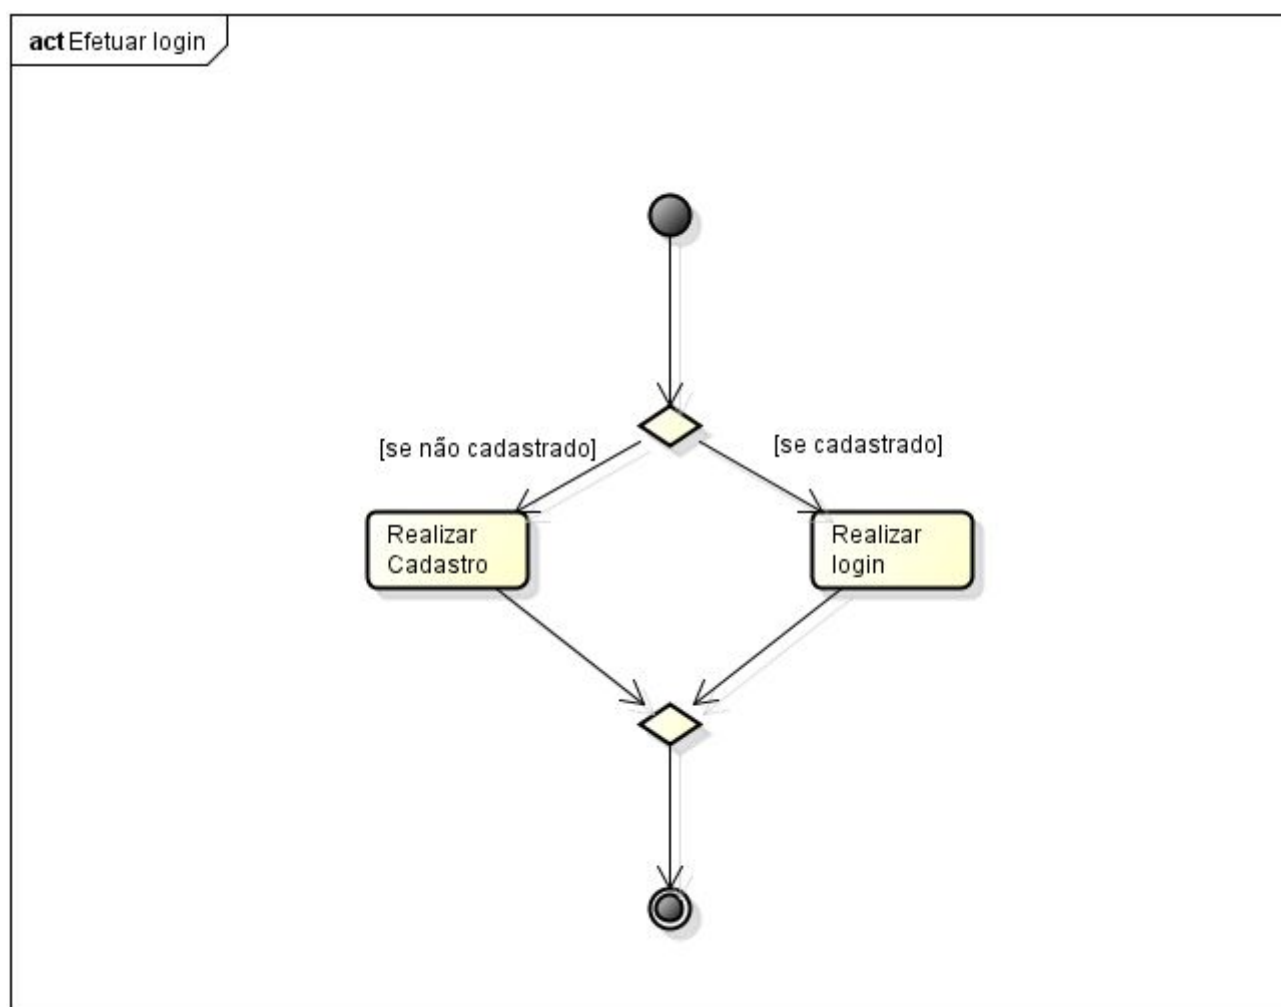 act Efetuar login
[se não cadastrado]
[se cadastrado]
Realizar
Cadastro
Realizar
login